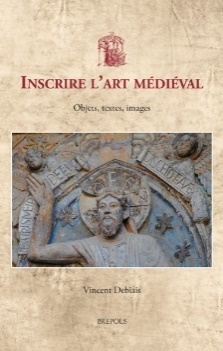 INSCRIRE L'ART MÉDIÉVAL
Objets, textes, images
Vincent Debiais
BREPOLS